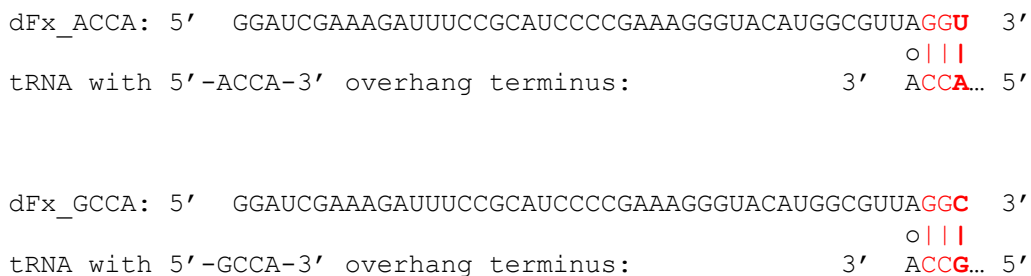 dFx_ACCA: 5′ GGAUCGAAAGAUUUCCGCAUCCCCGAAAGGGUACAUGGCGUUAGGU 3′
o|||
tRNA with 5′-ACCA-3′ overhang terminus: 3′ ACCA… 5′
dFx_GCCA: 5′ GGAUCGAAAGAUUUCCGCAUCCCCGAAAGGGUACAUGGCGUUAGGC 3′
o|||
tRNA with 5′-GCCA-3′ overhang terminus: 3′ ACCG… 5′